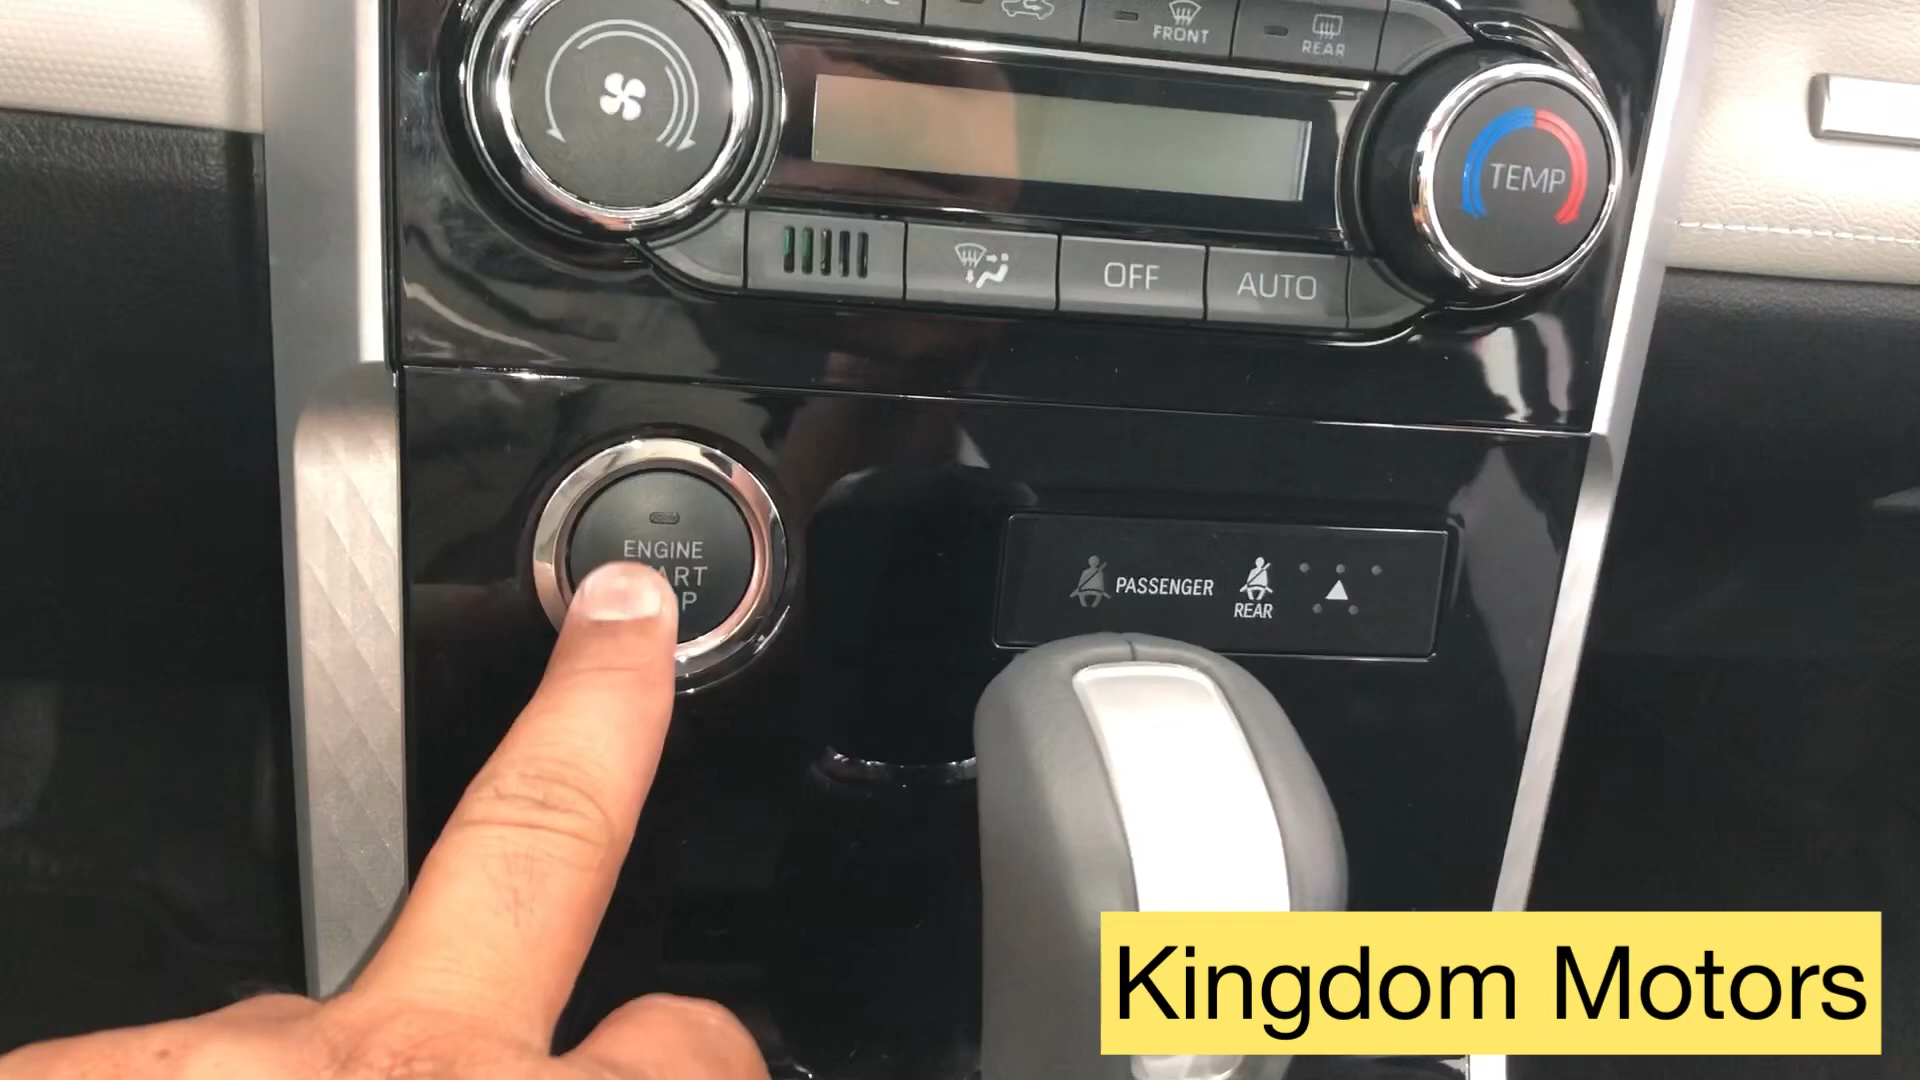 FRONT
REAR
TEMP
OFF
AUTO
ENGINE
PASSENGER
REAR
Kingdom Motors